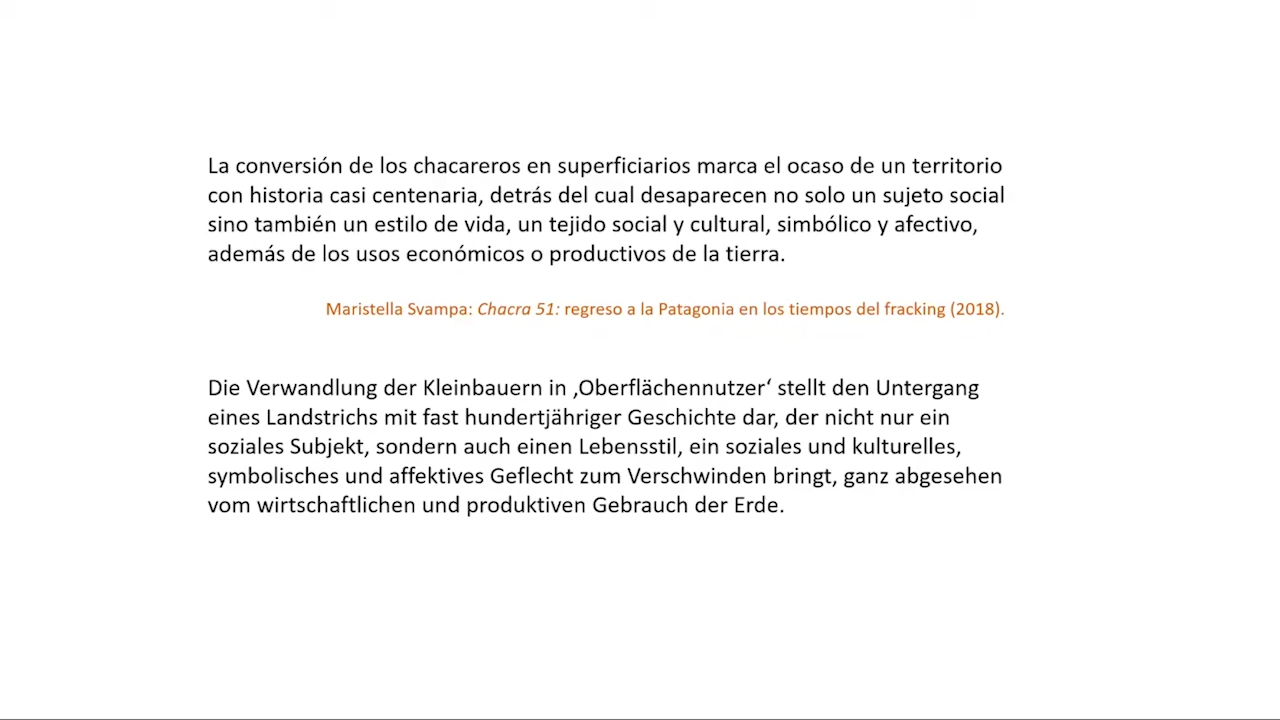 La conversión de los chacareros en superficiarios marca el ocaso de un territorio
con historia casi centenaria, detrás del cual desaparecen no solo un sujeto social
sino también un estilo de vida, un tejido social y cultural, simbólico y afectivo,
además de los usos económicos o productivos de la tierra.
Maristella Svampa: Chacra 51: regreso a la Patagonia en los tiempos del fracking (2018).
Die Verwandlung der Kleinbauern in ‚Oberflächennutzer‘ stellt den Untergang
eines Landstrichs mit fast hundertjähriger Geschichte dar, der nicht nur ein
soziales Subjekt, sondern auch einen Lebensstil, ein soziales und kulturelles,
symbolisches und affektives Geflecht zum Verschwinden bringt, ganz abgesehen
vom wirtschaftlichen und produktiven Gebrauch der Erde.